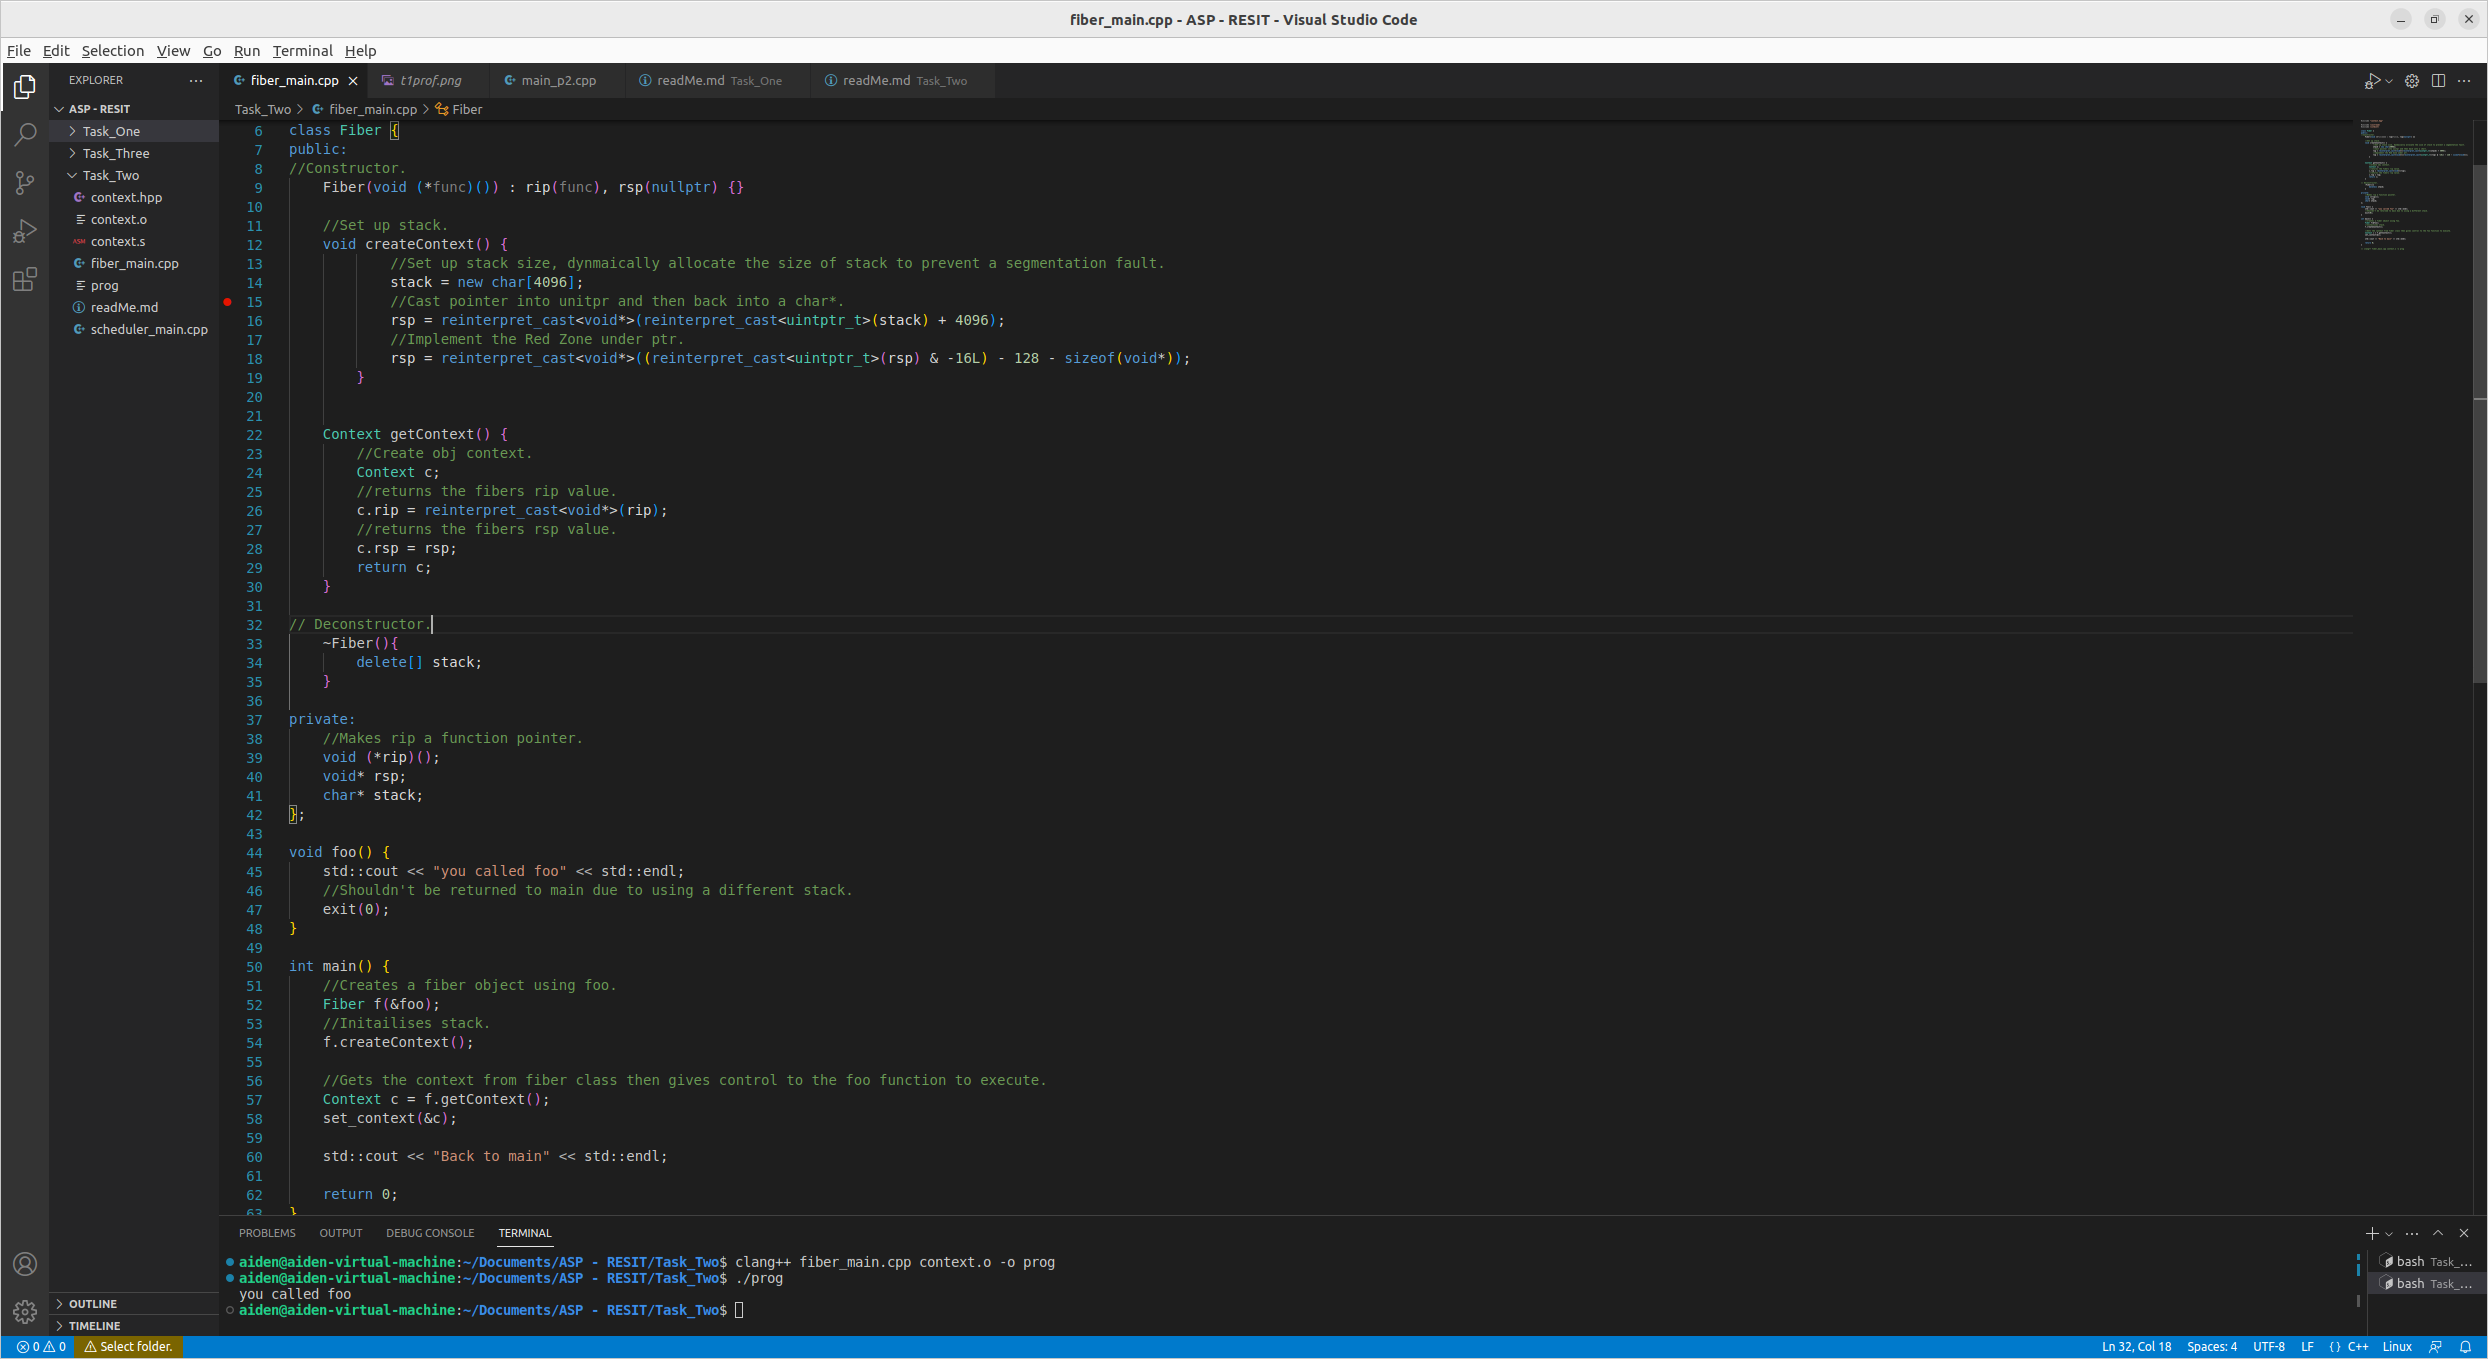 fiber_main.cpp - ASP - RESIT - Visual Studio Code
File Edit Selection View Go Run Terminal Help
EXPLORER
ASP - RESIT
Task_One
Task_Three
Task_Two
context.hpp
context.o
ASM context.s
fiber_main.cpp
prog
readMe.md
scheduler_main.cpp
OUTLINE
TIMELINE
fiber_main.cpp t1prof.png main_p2.cpp readMe.md Task_One readMe.md Task_Two
Task_Two > fiber_main.cpp > Fiber
6 class Fiber {
7 public:
8 //Constructor.
9 Fiber(void (*func)()) : rip(func), rsp(nullptr) {}
10
11 //Set up stack.
12 void createContext() {
13 //Set up stack size, dynmaically allocate the size of stack to prevent a segmentation fault.
14 stack = new char[4096];
15 //Cast pointer into unitpr and then back into a char*.
16 rsp = reinterpret_cast<void*>(reinterpret_cast<uintptr_t>(stack) + 4096);
17 //Implement the Red Zone under ptr.
18 rsp = reinterpret_cast<void*>((reinterpret_cast<uintptr_t>(rsp) & -16L) - 128 - sizeof(void*));
19 }
20
21
22 Context getContext() {
23 //Create obj context.
24 Context c;
25 //returns the fibers rip value.
26 c.rip = reinterpret_cast<void*>(rip);
27 //returns the fibers rsp value.
28 c.rsp = rsp;
29 return c;
30 }
31
32 // Deconstructor.
33 ~Fiber(){
34 delete[] stack;
35 }
36
37 private:
38 //Makes rip a function pointer.
39 void (*rip)();
40 void* rsp;
41 char* stack;
42 };
43
44 void foo() {
45 std::cout << "you called foo" << std::endl;
46 //Shouldn't be returned to main due to using a different stack.
47 exit(0);
48 }
49
50 int main() {
51 //Creates a fiber object using foo.
52 Fiber f(&foo);
53 //Initailises stack.
54 f.createContext();
55
56 //Gets the context from fiber class then gives control to the foo function to execute.
57 Context c = f.getContext();
58 set_context(&c);
59
60 std::cout << "Back to main" << std::endl;
61
62 return 0;
63 }
PROBLEMS OUTPUT DEBUG CONSOLE TERMINAL
aiden@aiden-virtual-machine:~/Documents/ASP - RESIT/Task_Two$ clang++ fiber_main.cpp context.o -o prog
aiden@aiden-virtual-machine:~/Documents/ASP - RESIT/Task_Two$ ./prog
you called foo
aiden@aiden-virtual-machine:~/Documents/ASP - RESIT/Task_Two$
bash Task_...
bash Task_...
0 0 Select folder. Ln 32, Col 18 Spaces: 4 UTF-8 LF {} C++ Linux